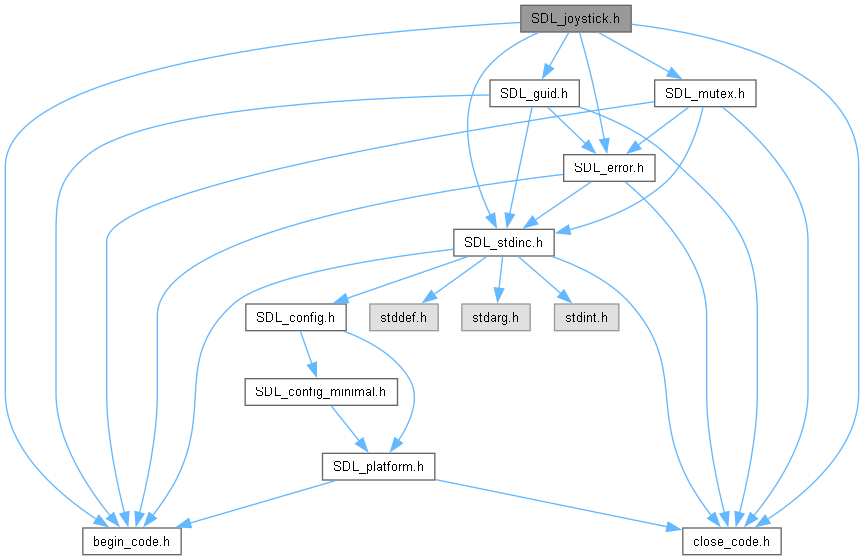 SDL_joystick.h
SDL_guid.h
SDL_mutex.h
SDL_error.h
SDL_stdinc.h
SDL_config.h
stddef.h
stdarg.h
stdint.h
SDL_config_minimal.h
SDL_platform.h
begin_code.h
close_code.h